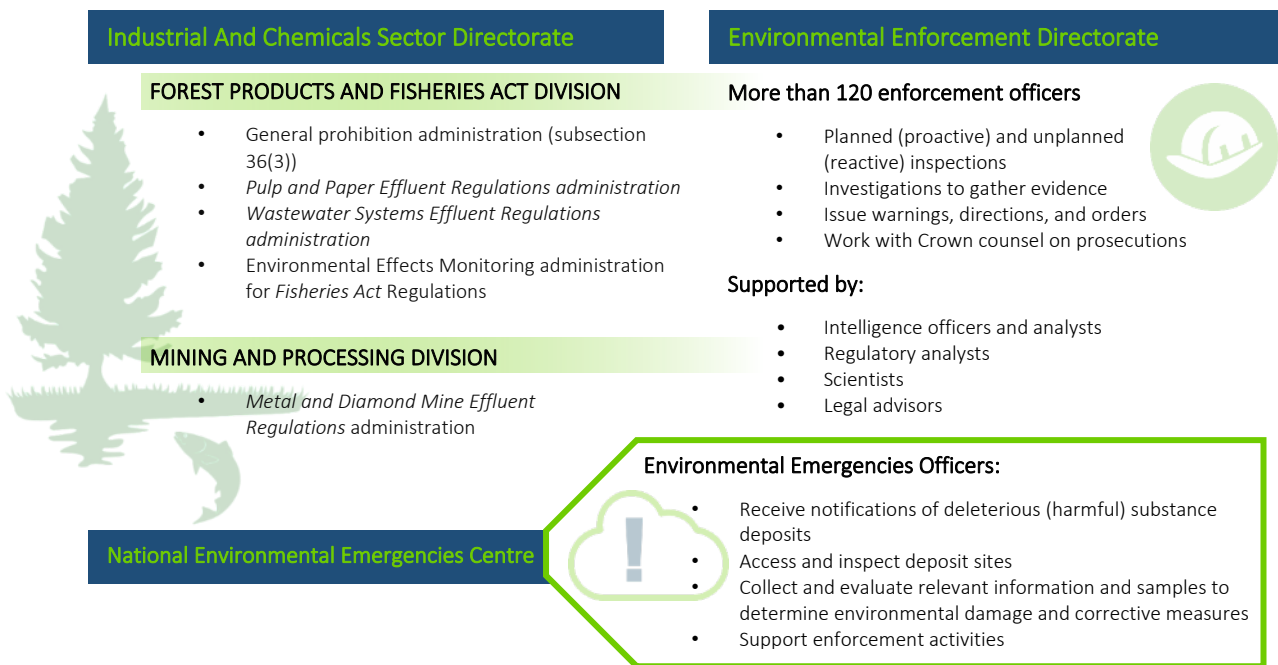 Industrial And Chemicals Sector Directorate
FOREST PRODUCTS AND FISHERIES ACT DIVISION
• General prohibition administration (subsection
36(3))
• Pulp and Paper Effluent Regulations administration
• Wastewater Systems Effluent Regulations
administration
• Environmental Effects Monitoring administration
for Fisheries Act Regulations
MINING AND PROCESSING DIVISION
• Metal and Diamond Mine Effluent
Regulations administration
Environmental Enforcement Directorate
More than 120 enforcement officers
• Planned (proactive) and unplanned
(reactive) inspections
• Investigations to gather evidence
• Issue warnings, directions, and orders
• Work with Crown counsel on prosecutions
Supported by:
• Intelligence officers and analysts
• Regulatory analysts
• Scientists
• Legal advisors
National Environmental Emergencies Centre
!
Environmental Emergencies Officers:
• Receive notifications of deleterious (harmful) substance
deposits
• Access and inspect deposit sites
• Collect and evaluate relevant information and samples to
determine environmental damage and corrective measures
• Support enforcement activities